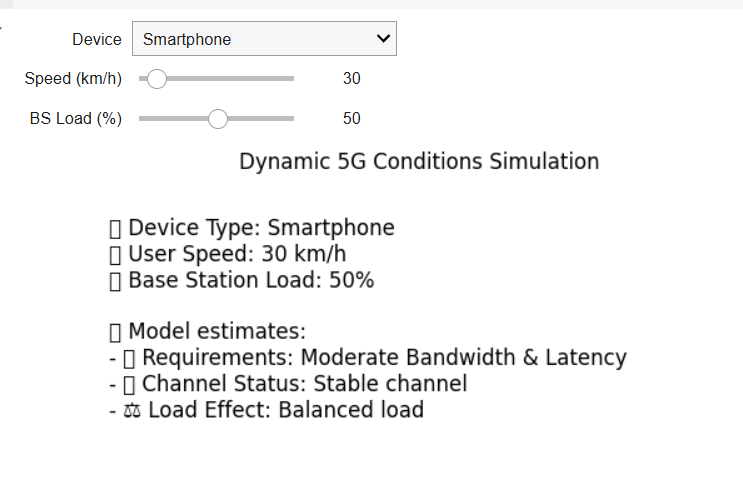 Device Smartphone
Speed (km/h) 30
BS Load (%) 50
Dynamic 5G Conditions Simulation
▯ Device Type: Smartphone
▯ User Speed: 30 km/h
▯ Base Station Load: 50%
▯ Model estimates:
- ▯ Requirements: Moderate Bandwidth & Latency
- ▯ Channel Status: Stable channel
- ⚖ Load Effect: Balanced load